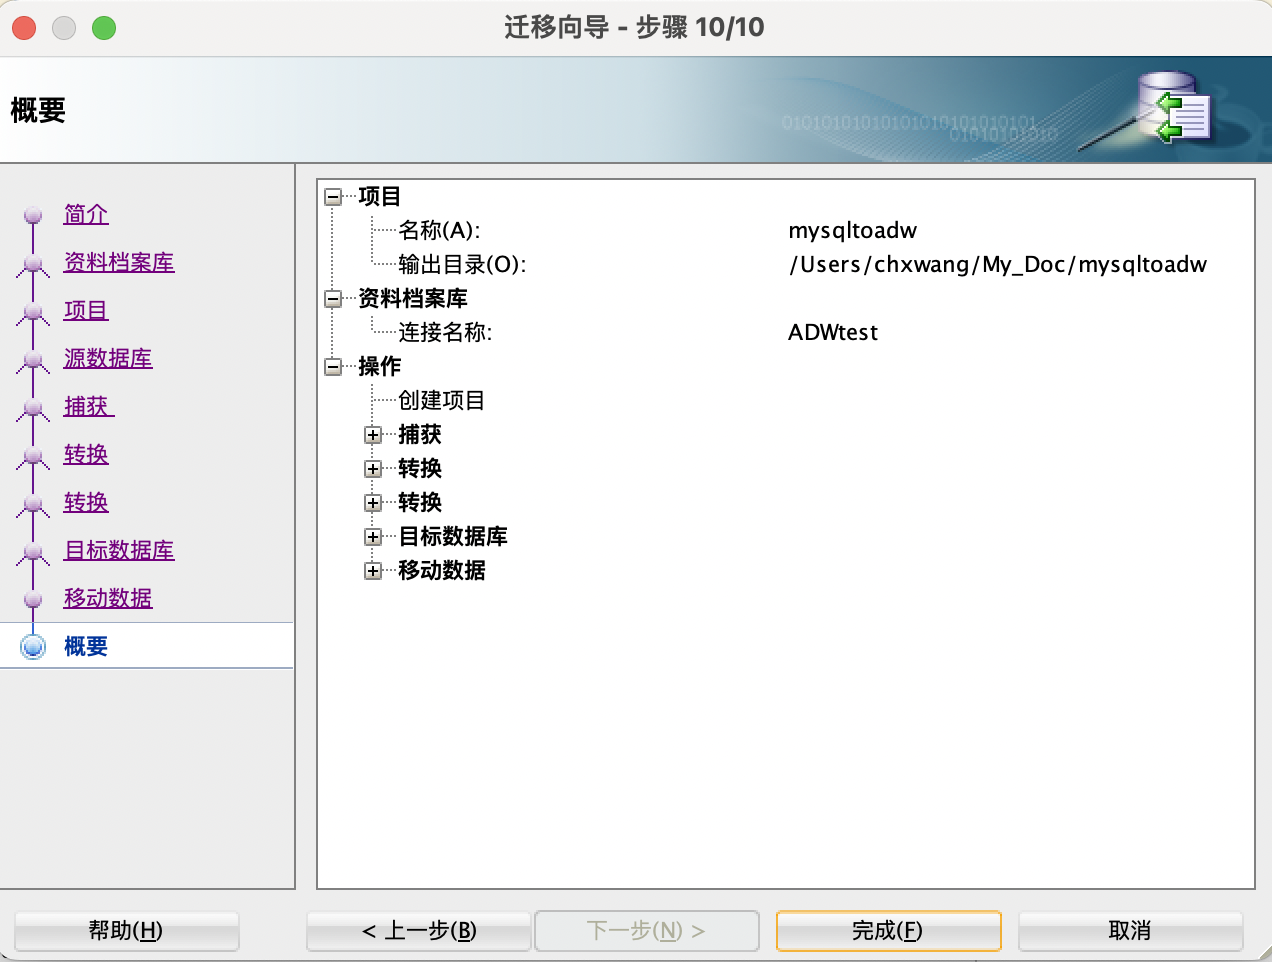 迁移向导 - 步骤 10/10
概要
01010101010101010101010101
01010101010
简介
资料档案库
项目
源数据库
捕获
转换
转换
目标数据库
移动数据
概要
项目
名称(A): mysqltoadw
输出目录(O): /Users/chxwang/My_Doc/mysqltoadw
资料档案库
连接名称: ADWtest
操作
创建项目
捕获
转换
转换
目标数据库
移动数据
帮助(H) < 上一步(B) 下一步(N) > 完成(F) 取消